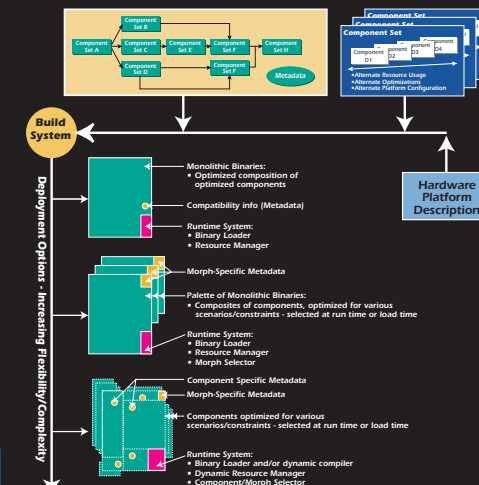 Component
Set B
Component
Set A
Component
Set C
Component
Set E
Component
Set F
Component
Set H
Component
Set D
Component
Set F
Metadata
Component Set
Component Set
Component Set
Component
D1
D2
D3
D4
•Alternate Resource Usage
•Alternate Optimizations
•Alternate Platform Configuration
Build
System
Hardware
Platform
Description
Deployment Options - Increasing Flexibility/Complexity
Monolithic Binaries:
• Optimized composition of
optimized components
Compatibility info (Metadata)
Runtime System:
• Binary Loader
• Resource Manager
Morph-Specific Metadata
Palette of Monolithic Binaries:
• Composites of components, optimized for various
scenarios/constraints - selected at run time or load time
Runtime System:
• Binary Loader
• Resource Manager
• Morph Selector
Component Specific Metadata
Morph-Specific Metadata
Components optimized for various
scenarios/constraints - selected at run time or load time
Runtime System:
• Binary Loader and/or dynamic compiler
• Dynamic Resource Manager
• Component/Morph Selector